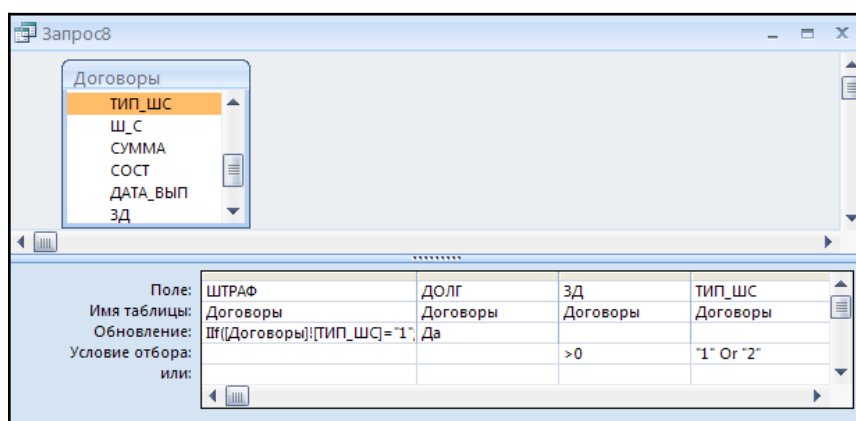 Запрос8
Договоры
ТИП_ШС
Ш_С
СУММА
СОСТ
ДАТА_ВЫП
ЗД
Поле: ШТРАФ ДОЛГ ЗД ТИП_ШС
Имя таблицы: Договоры Договоры Договоры Договоры
Обновление: IIf([Договоры]![ТИП_ШС]="1"; Да
Условие отбора: >0 "1" Or "2"
или: